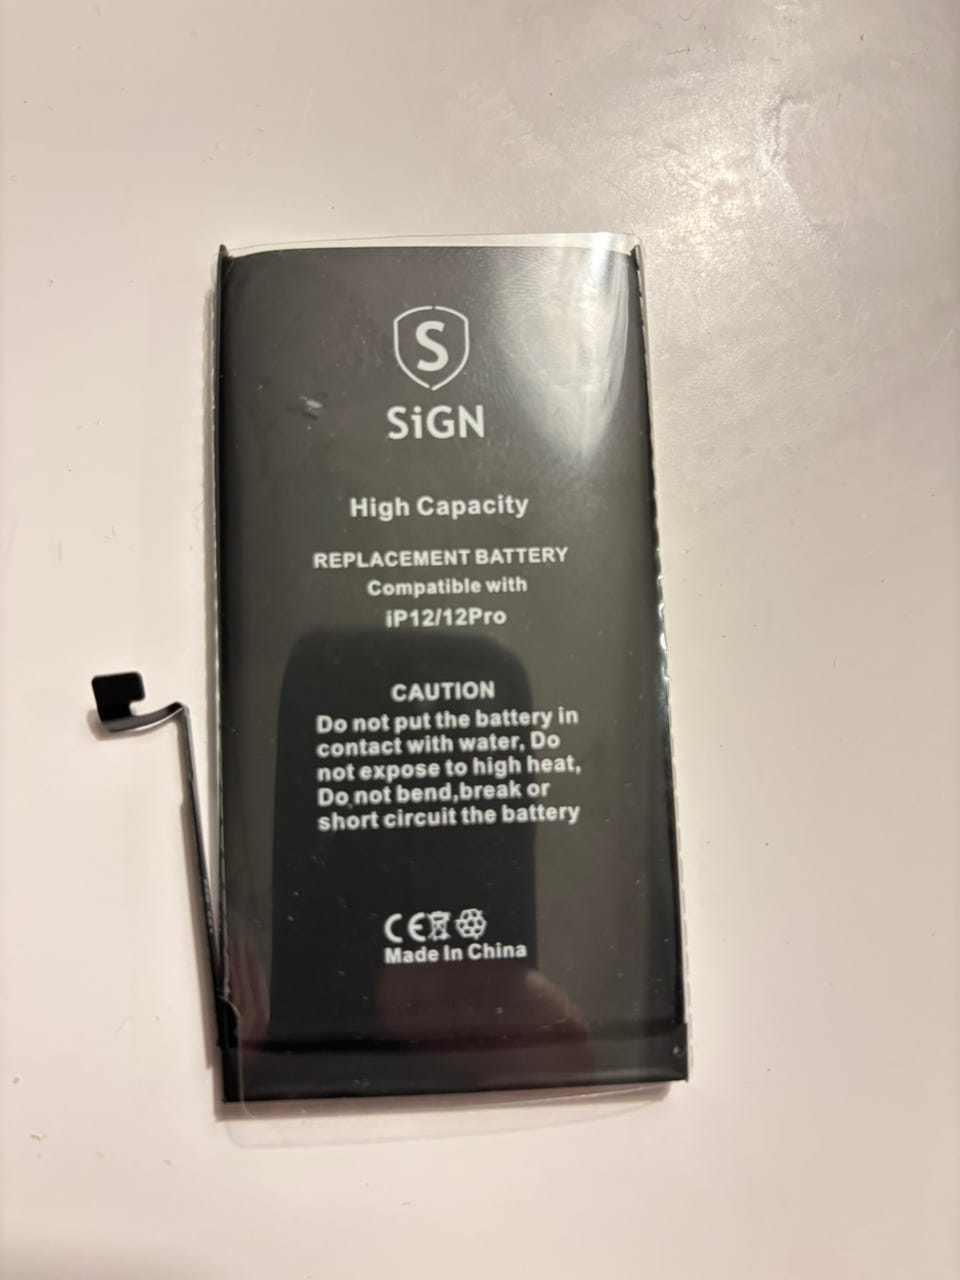 S
SiGN
High Capacity
REPLACEMENT BATTERY
Compatible with
iP12/12Pro
CAUTION
Do not put the battery in
contact with water, Do
not expose to high heat,
Do not bend,break or
short circuit the battery
CE
Made In China